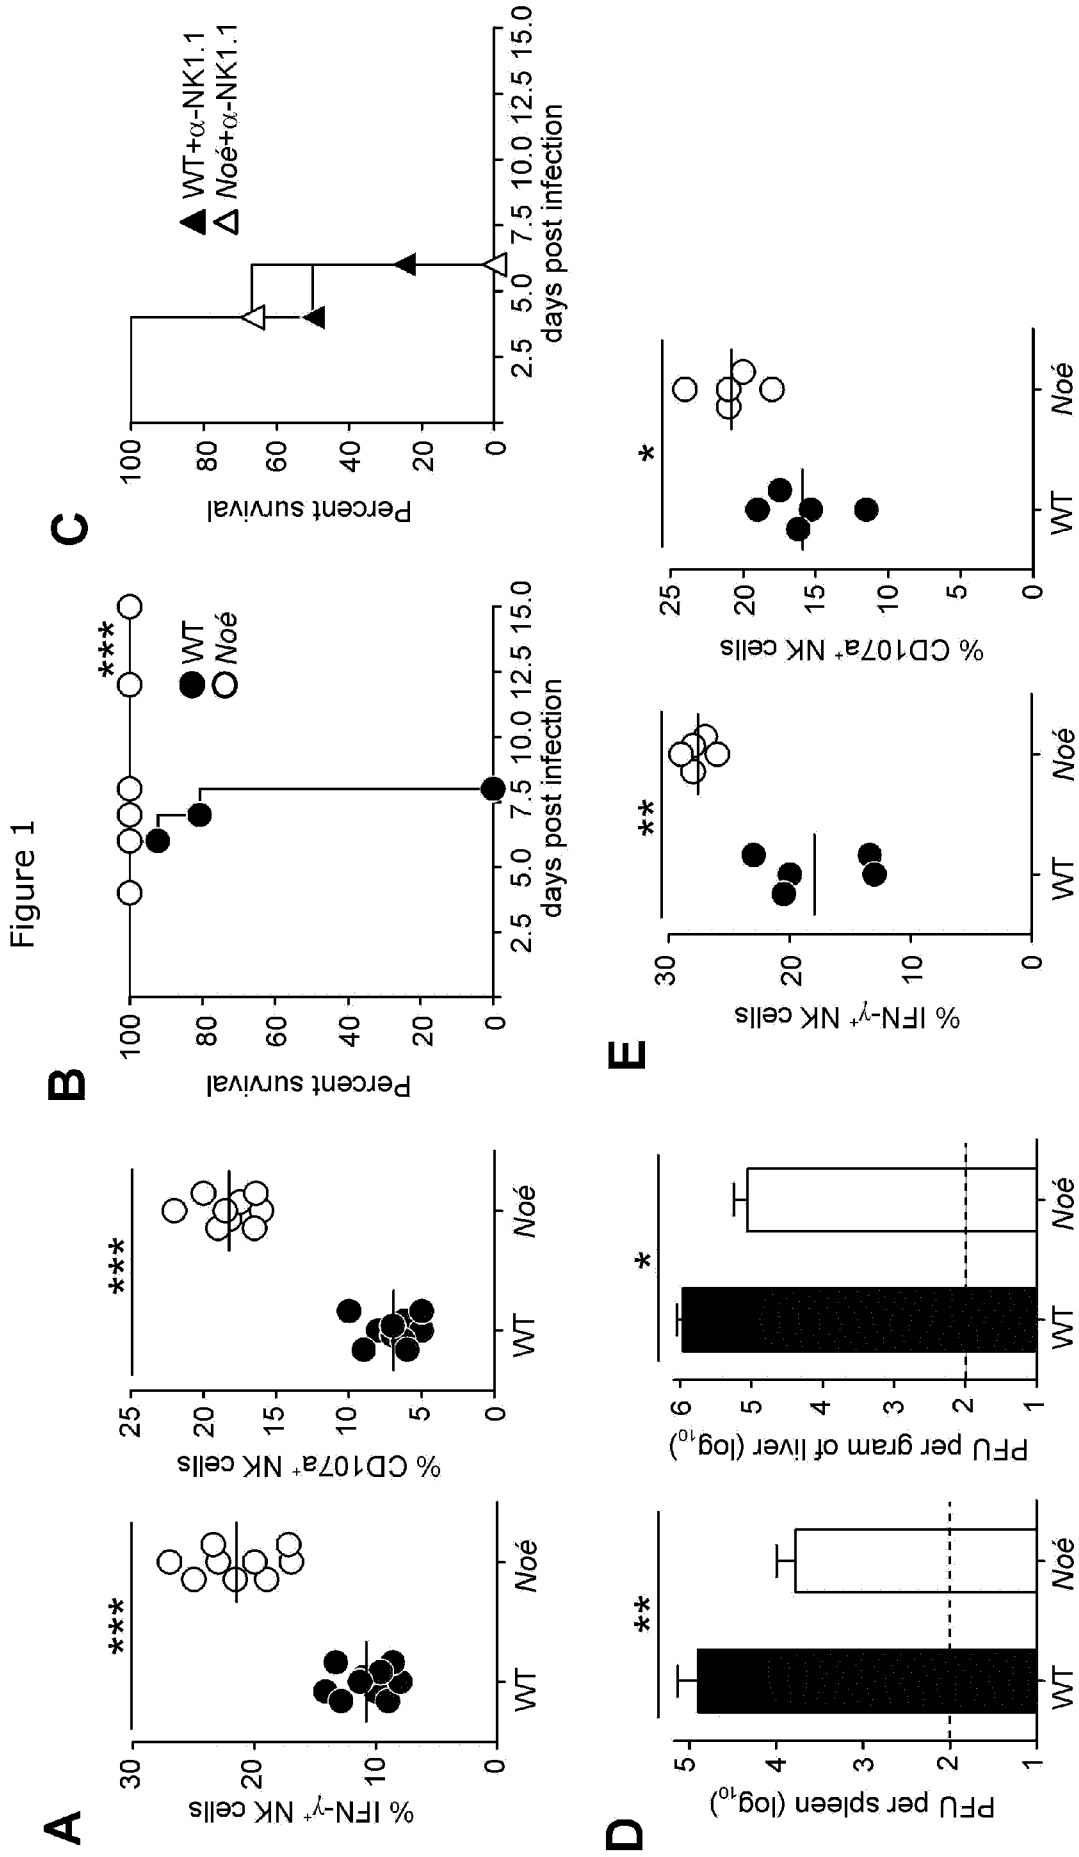 Figure 1
A
% IFN-γ⁺ NK cells
30
20
10
0
***
WT
Noé
% CD107a⁺ NK cells
25
20
15
10
5
0
***
WT
Noé
B
Percent survival
100
80
60
40
20
0
2.5 5.0 7.5 10.0 12.5 15.0
days post infection
***
WT
Noé
C
Percent survival
100
80
60
40
20
0
2.5 5.0 7.5 10.0 12.5 15.0
days post infection
WT+α-NK1.1
Noé+α-NK1.1
D
PFU per spleen (log₁₀)
5
4
3
2
1
**
WT
Noé
PFU per gram of liver (log₁₀)
6
5
4
3
2
1
*
WT
Noé
E
% IFN-γ⁺ NK cells
30
20
10
0
**
WT
Noé
% CD107a⁺ NK cells
25
20
15
10
5
0
*
WT
Noé